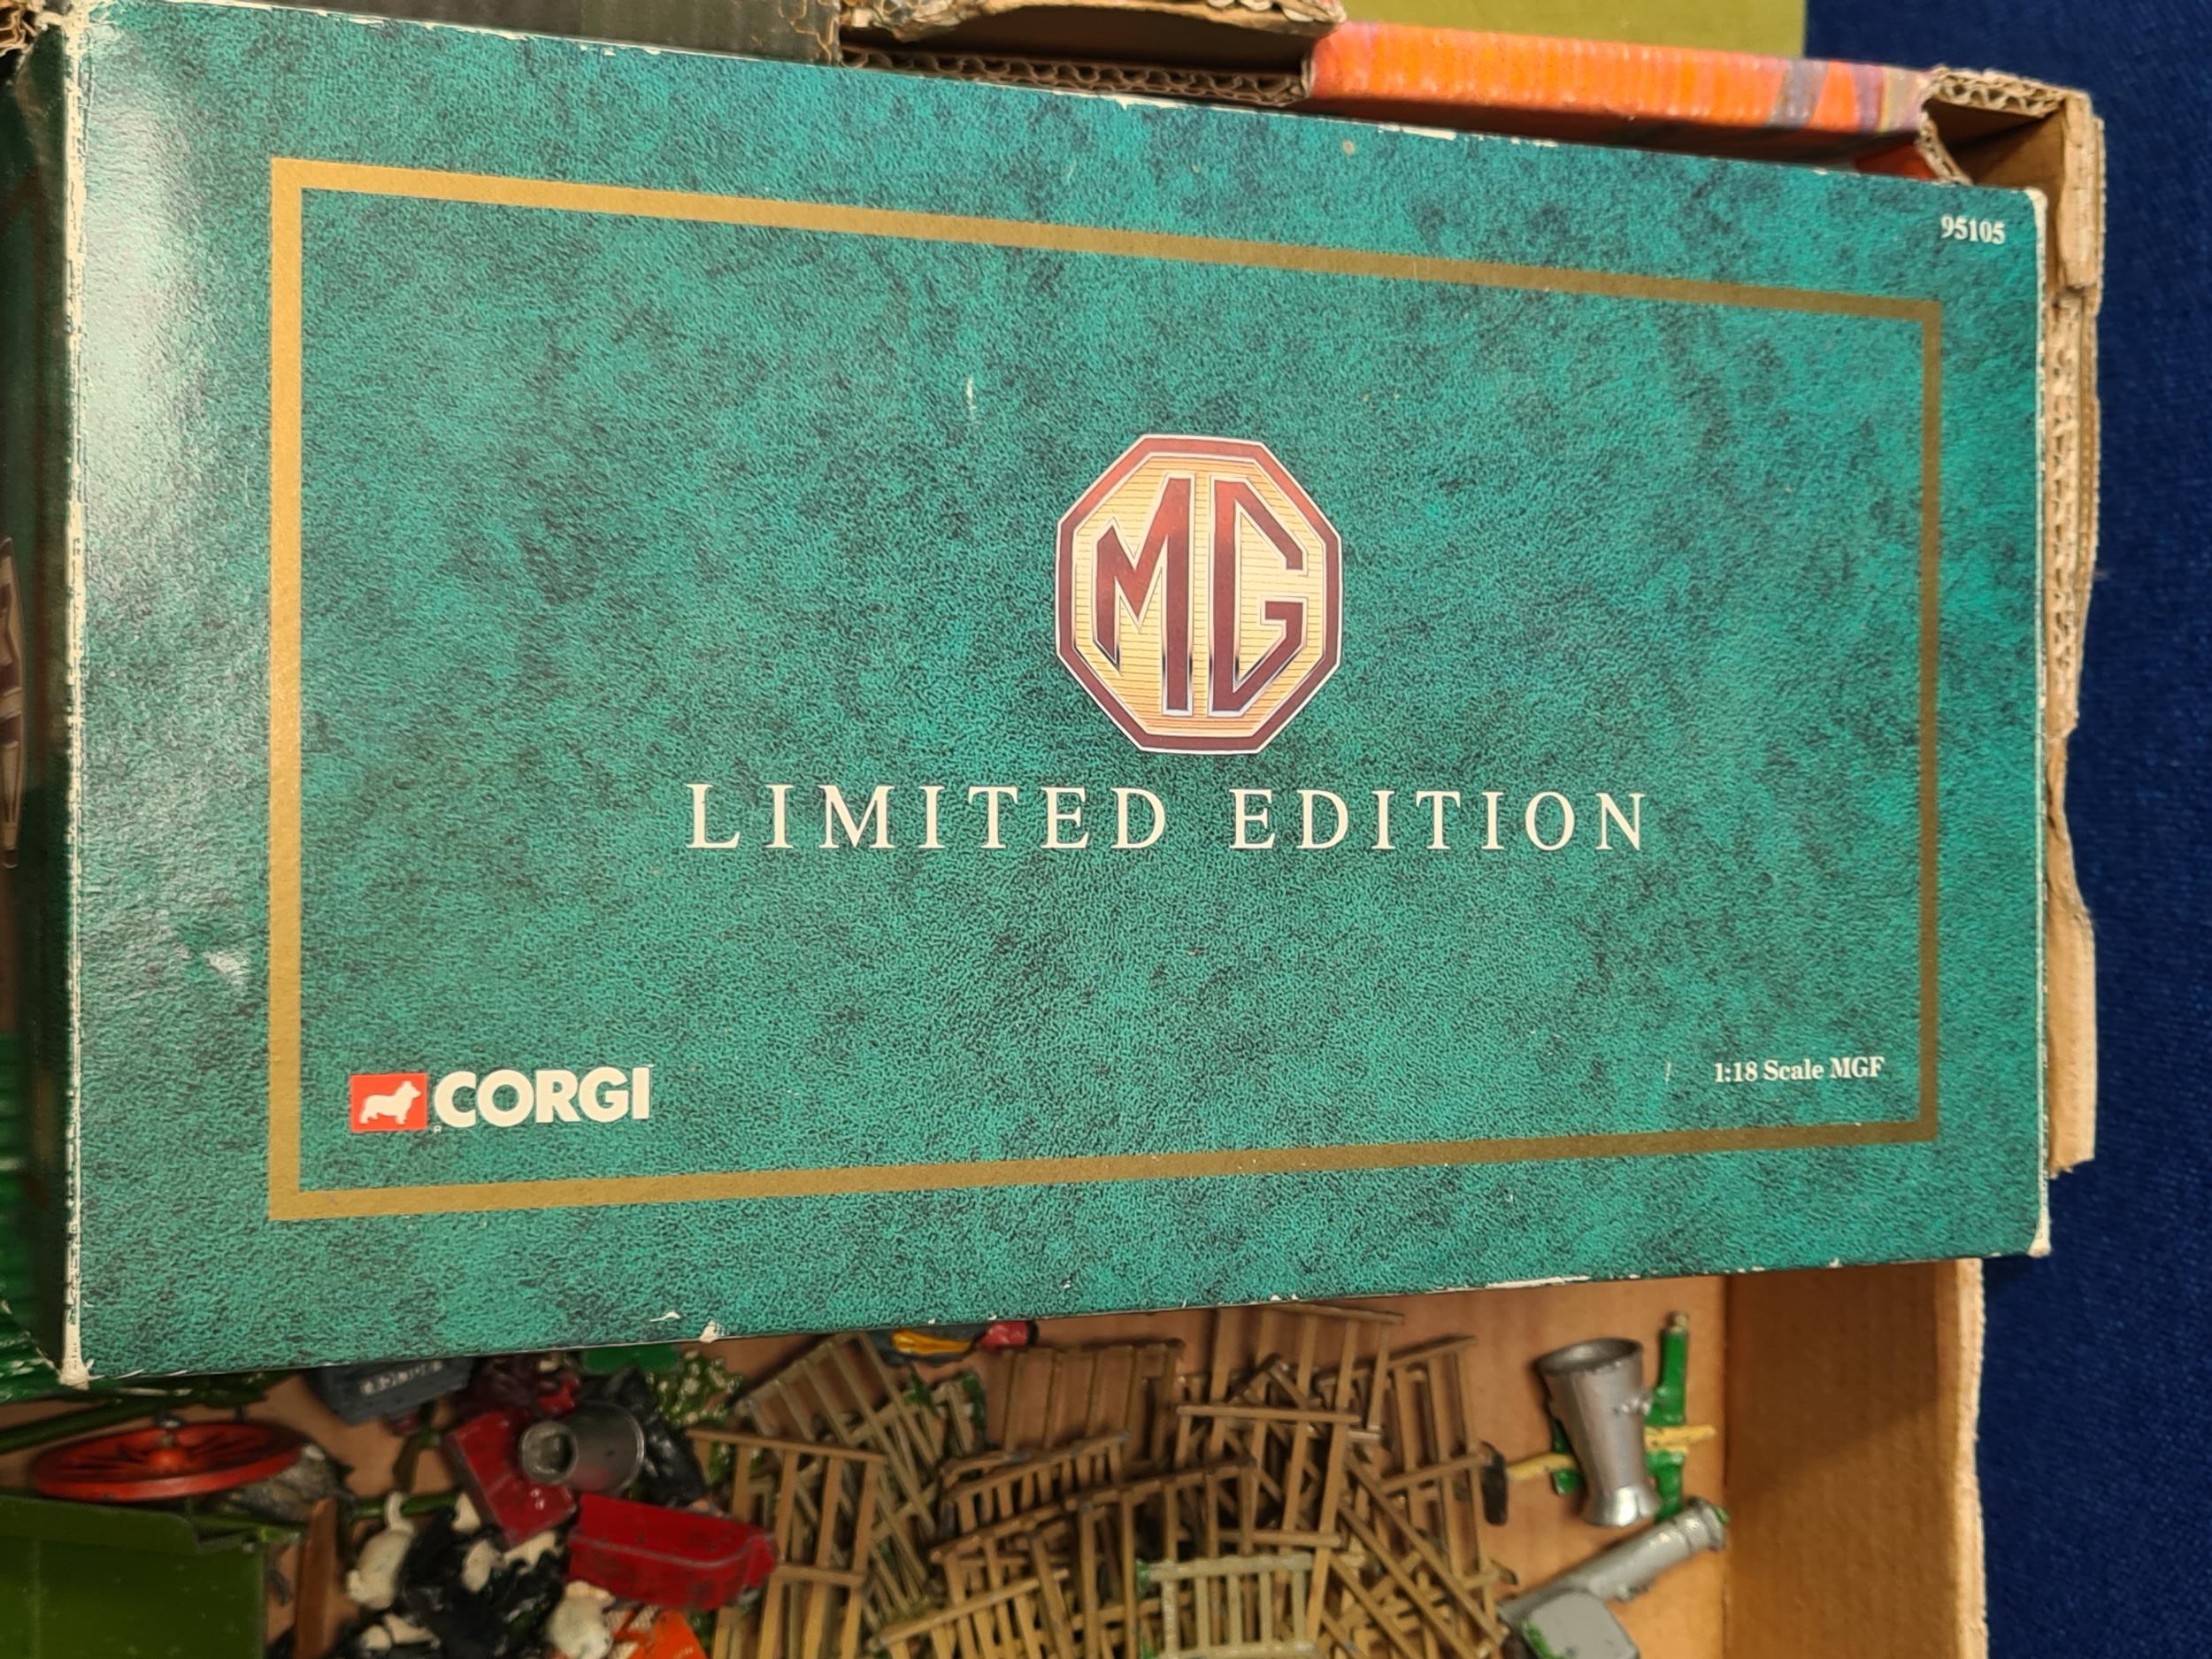 95105
MG
LIMITED EDITION
CORGI
1:18 Scale MGF